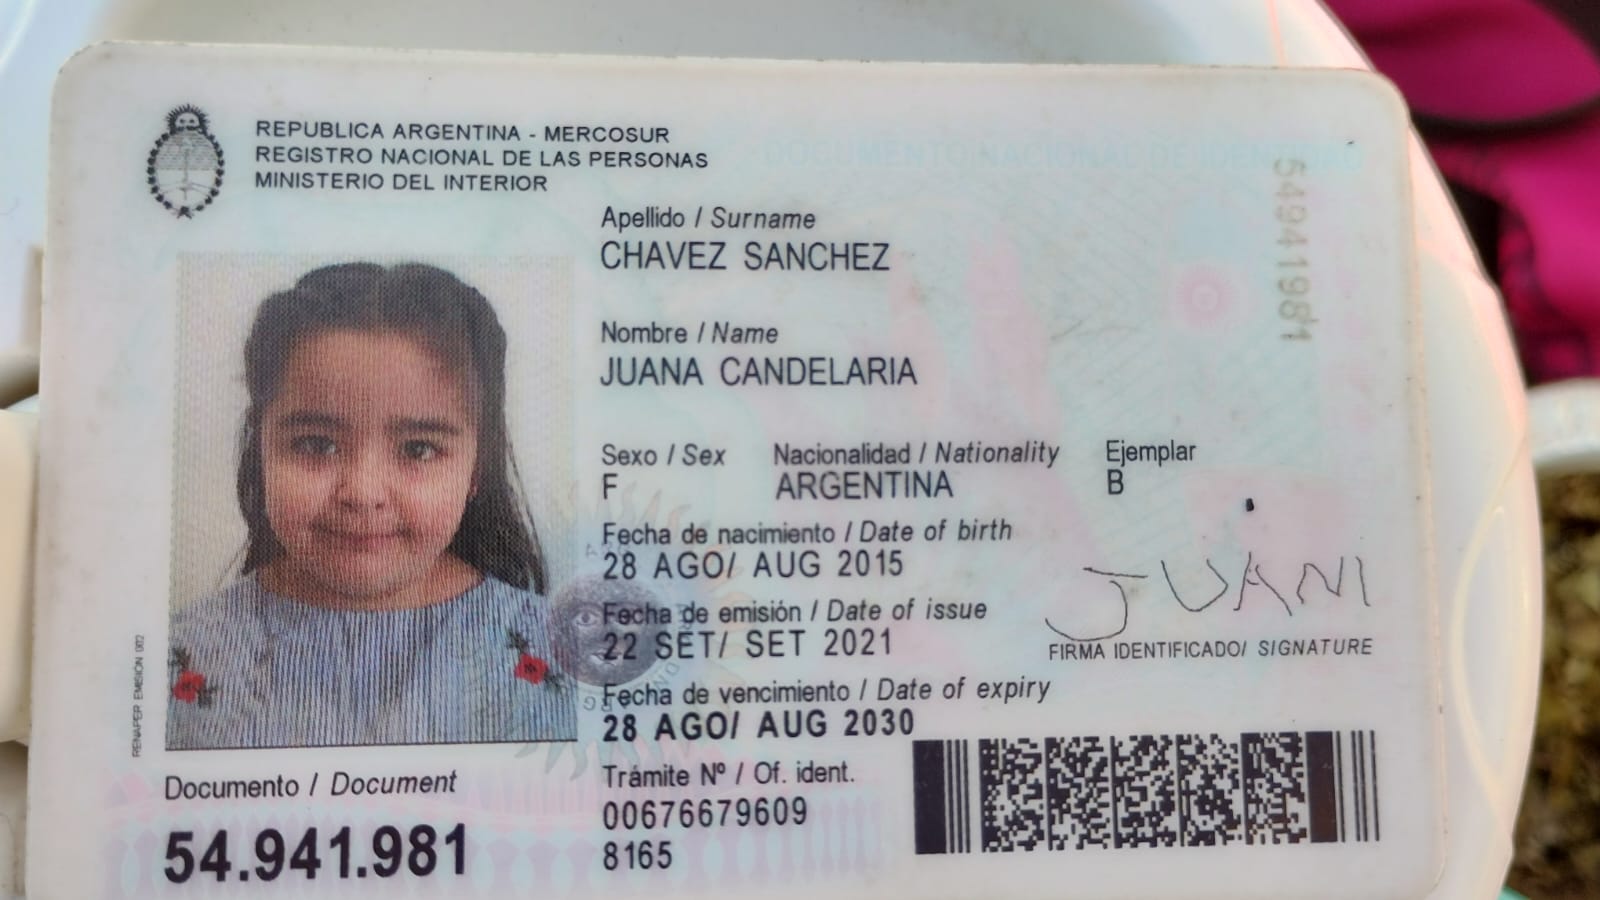 REPUBLICA ARGENTINA - MERCOSUR
REGISTRO NACIONAL DE LAS PERSONAS
MINISTERIO DEL INTERIOR
DOCUMENTO NACIONAL DE IDENTIDAD
54941981
Apellido / Surname
CHAVEZ SANCHEZ
Nombre / Name
JUANA CANDELARIA
Sexo / Sex Nacionalidad / Nationality Ejemplar
F ARGENTINA B
Fecha de nacimiento / Date of birth
28 AGO/ AUG 2015
Fecha de emisión / Date of issue
22 SET/ SET 2021
JUANI
FIRMA IDENTIFICADO/ SIGNATURE
Fecha de vencimiento / Date of expiry
28 AGO/ AUG 2030
Trámite Nº / Of. ident.
00676679609
8165
RENAPER EMISION 002
Documento / Document
54.941.981